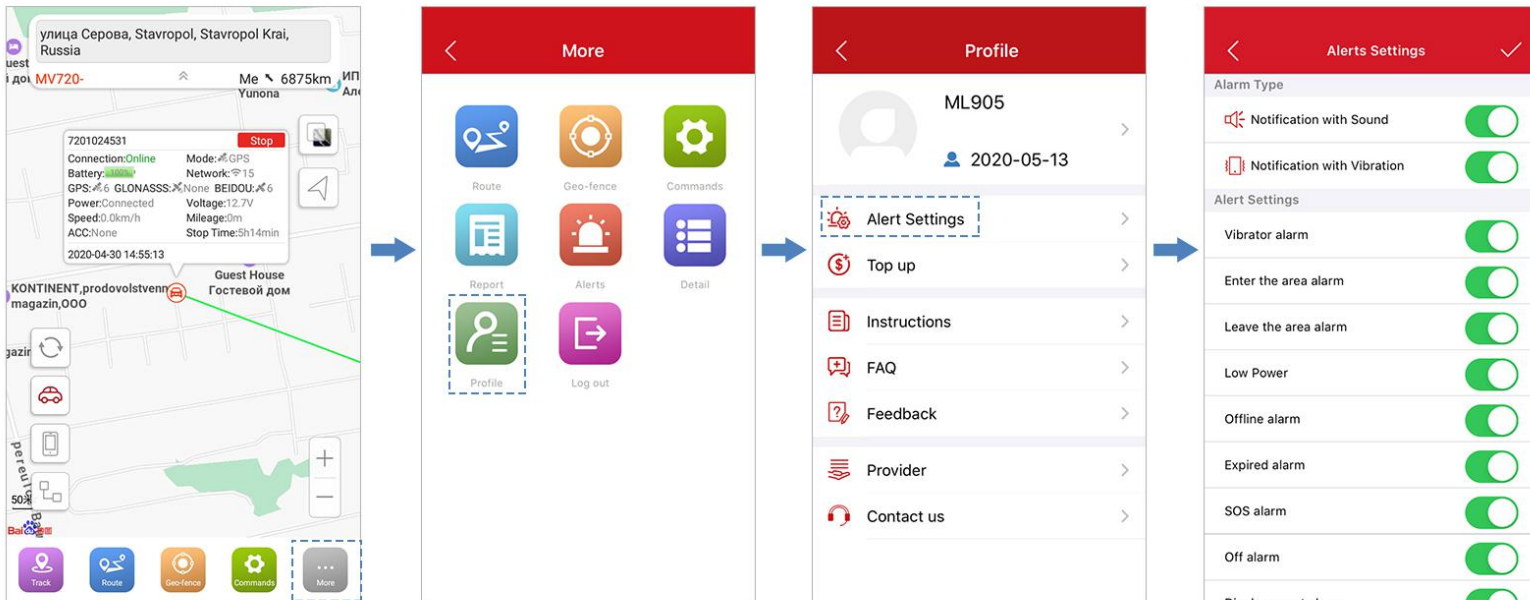 улица Серова, Stavropol, Stavropol Krai,
Russia
uest
MV720-
Me 6875km
Yunona
7201024531 Stop
Connection:Online Mode: GPS
Battery: 100% Network: 15
GPS: 6 GLONASSS: None BEIDOU: 6
Power:Connected Voltage:12.7V
Speed:0.0km/h Mileage:0m
ACC:None Stop Time:5h14min
2020-04-30 14:55:13
Guest House
Гостевой дом
KONTINENT,prodovolstvenn
magazin,OOO
gazin
pereul
Bai
Track
Route
Geo-fence
Commands
More
More
Route
Geo-fence
Commands
Report
Alerts
Detail
Profile
Log out
Profile
ML905
2020-05-13
Alert Settings
Top up
Instructions
FAQ
Feedback
Provider
Contact us
Alerts Settings
Alarm Type
Notification with Sound
Notification with Vibration
Alert Settings
Vibrator alarm
Enter the area alarm
Leave the area alarm
Low Power
Offline alarm
Expired alarm
SOS alarm
Off alarm